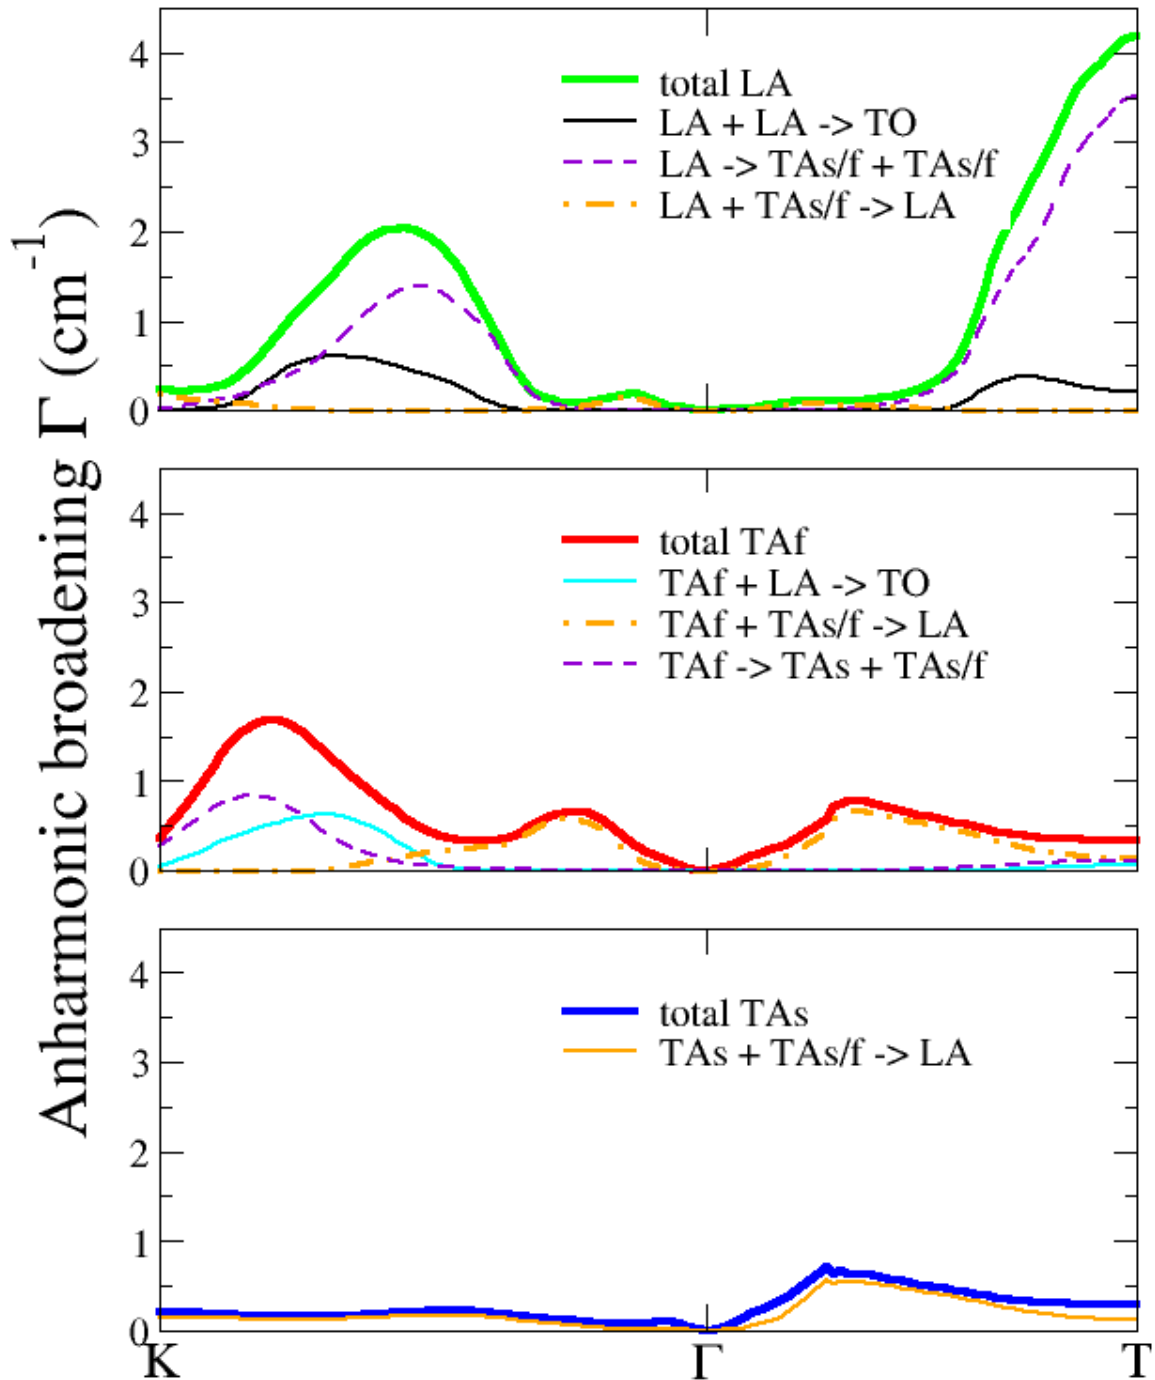 Anharmonic broadening Γ (cm⁻¹)
4
3
2
1
0
total LA
LA + LA -> TO
LA -> TAs/f + TAs/f
LA + TAs/f -> LA
4
3
2
1
0
total TAf
TAf + LA -> TO
TAf + TAs/f -> LA
TAf -> TAs + TAs/f
4
3
2
1
0
total TAs
TAs + TAs/f -> LA
K Γ T